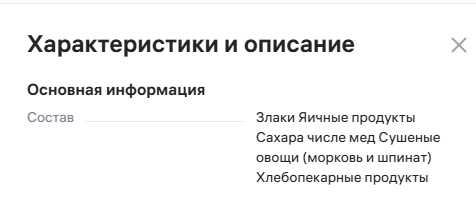 Характеристики и описание
Основная информация
Состав
Злаки Яичные продукты
Сахара числе мед Сушеные
овощи (морковь и шпинат)
Хлебопекарные продукты